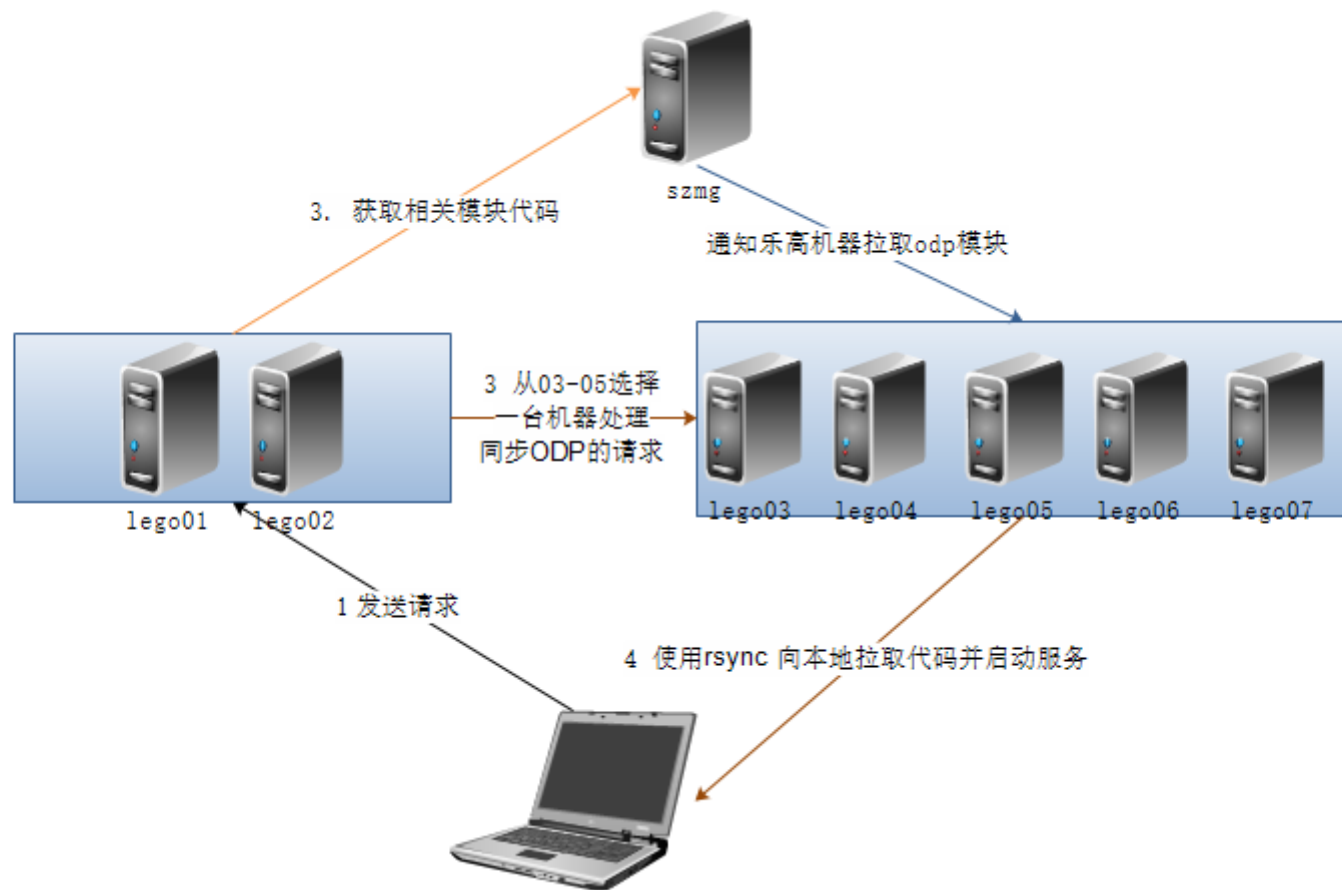 szmg
3. 获取相关模块代码
通知乐高机器拉取odp模块
3 从03-05选择
一台机器处理
同步ODP的请求
lego01
lego02
lego03
lego04
lego05
lego06
lego07
1 发送请求
4 使用rsync 向本地拉取代码并启动服务